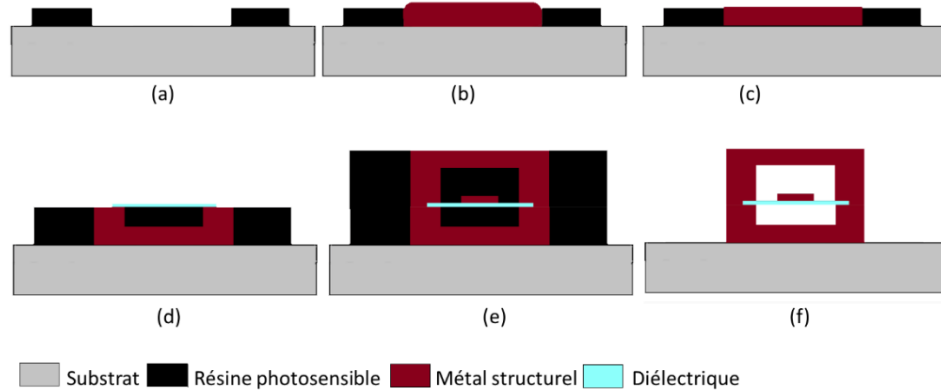 (a)
(b)
(c)
(d)
(e)
(f)
Substrat
Résine photosensible
Métal structurel
Diélectrique